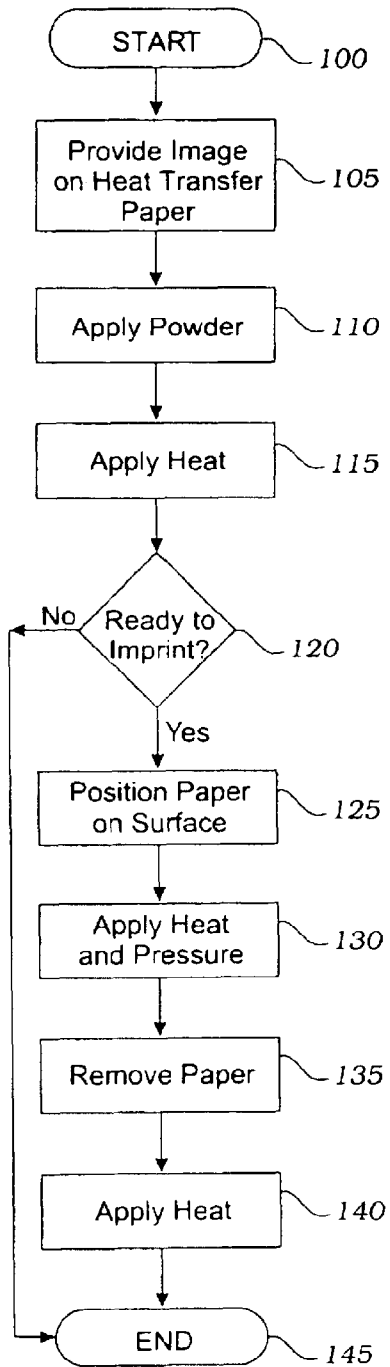 START
100
Provide Image
on Heat Transfer
Paper
105
Apply Powder
110
Apply Heat
115
No
Ready to
Imprint?
120
Yes
Position Paper
on Surface
125
Apply Heat
and Pressure
130
Remove Paper
135
Apply Heat
140
END
145